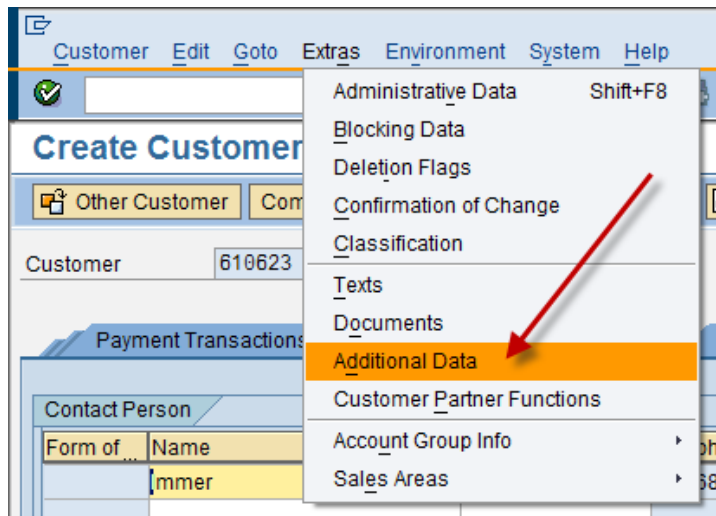 Customer Edit Goto Extras Environment System Help
Administrative Data Shift+F8
Blocking Data
Create Customer
Deletion Flags
Other Customer
Confirmation of Change
Classification
Customer 610623
Texts
Documents
Payment Transactions
Additional Data
Customer Partner Functions
Contact Person
Account Group Info
Form of ... Name
Sales Areas
mmer